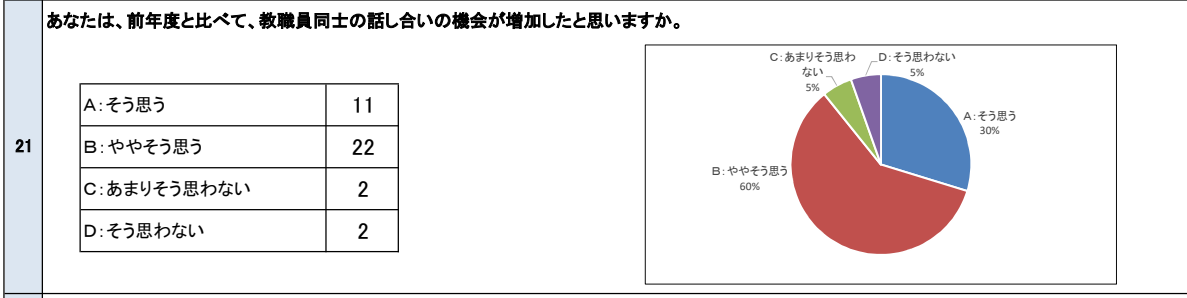 あなたは、前年度と比べて、教職員同士の話し合いの機会が増加したと思いますか。
21
A:そう思う 11
B:ややそう思う 22
C:あまりそう思わない 2
D:そう思わない 2
C:あまりそう思わ
ない
5%
D:そう思わない
5%
A:そう思う
30%
B:ややそう思う
60%